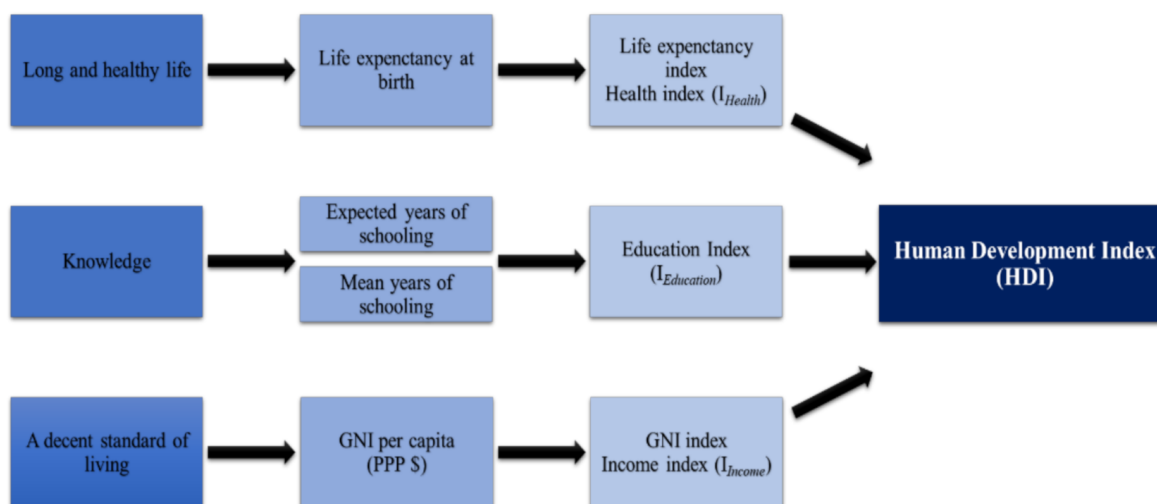 Long and healthy life
Life expenctancy at
birth
Life expenctancy
index
Health index (I_Health)
Knowledge
Expected years of
schooling
Mean years of
schooling
Education Index
(I_Education)
Human Development Index
(HDI)
A decent standard of
living
GNI per capita
(PPP $)
GNI index
Income index (I_Income)